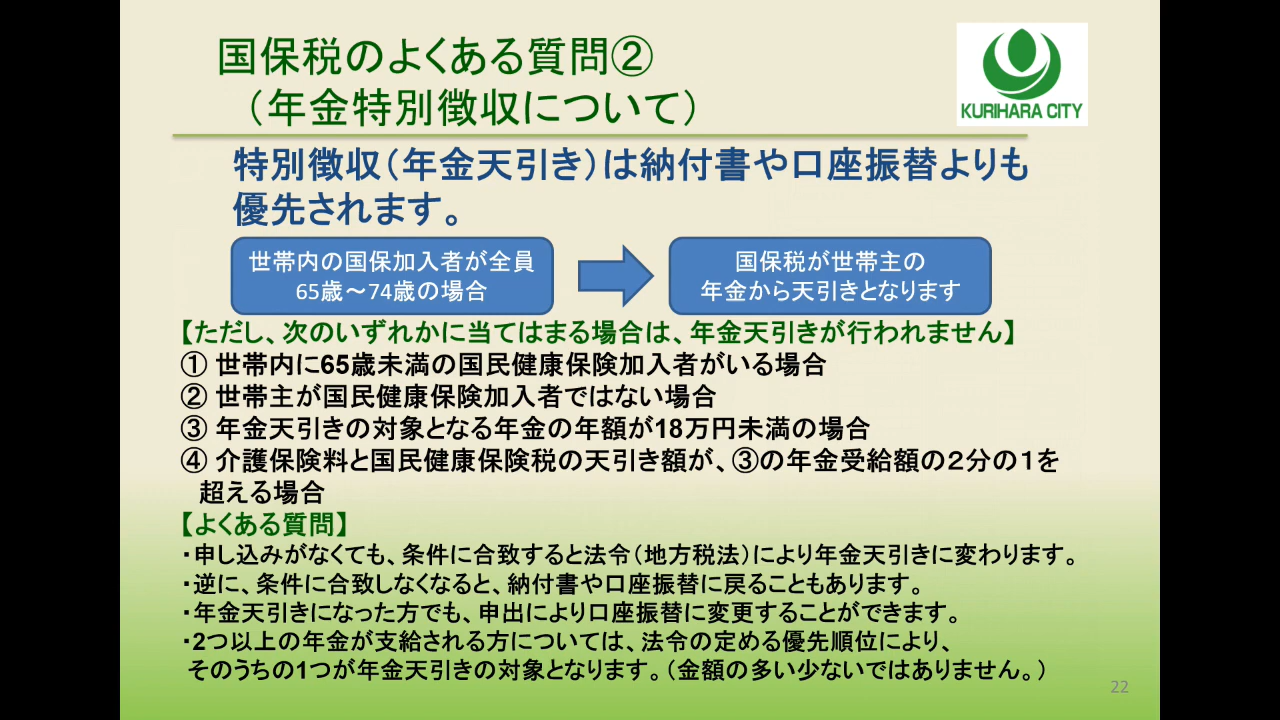 国保税のよくある質問②
（年金特別徴収について）
KURIHARA CITY
特別徴収（年金天引き）は納付書や口座振替よりも
優先されます。
世帯内の国保加入者が全員
65歳～74歳の場合
国保税が世帯主の
年金から天引きとなります
【ただし、次のいずれかに当てはまる場合は、年金天引きが行われません】
① 世帯内に65歳未満の国民健康保険加入者がいる場合
② 世帯主が国民健康保険加入者ではない場合
③ 年金天引きの対象となる年金の年額が18万円未満の場合
④ 介護保険料と国民健康保険税の天引き額が、③の年金受給額の２分の１を
超える場合
【よくある質問】
・申し込みがなくても、条件に合致すると法令（地方税法）により年金天引きに変わります。
・逆に、条件に合致しなくなると、納付書や口座振替に戻ることもあります。
・年金天引きになった方でも、申出により口座振替に変更することができます。
・2つ以上の年金が支給される方については、法令の定める優先順位により、
そのうちの1つが年金天引きの対象となります。（金額の多い少ないではありません。）
22